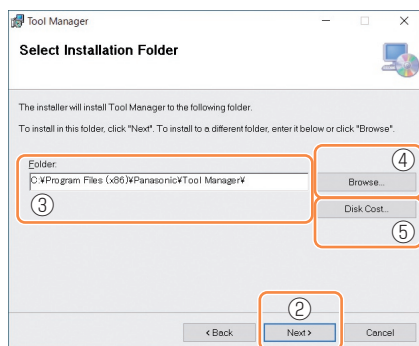 Tool Manager
Select Installation Folder
The installer will install Tool Manager to the following folder.
To install in this folder, click "Next". To install to a different folder, enter it below or click "Browse".
Folder:
C:¥Program Files (x86)¥Panasonic¥Tool Manager¥
③
④
Browse...
Disk Cost...
⑤
②
< Back
Next >
Cancel